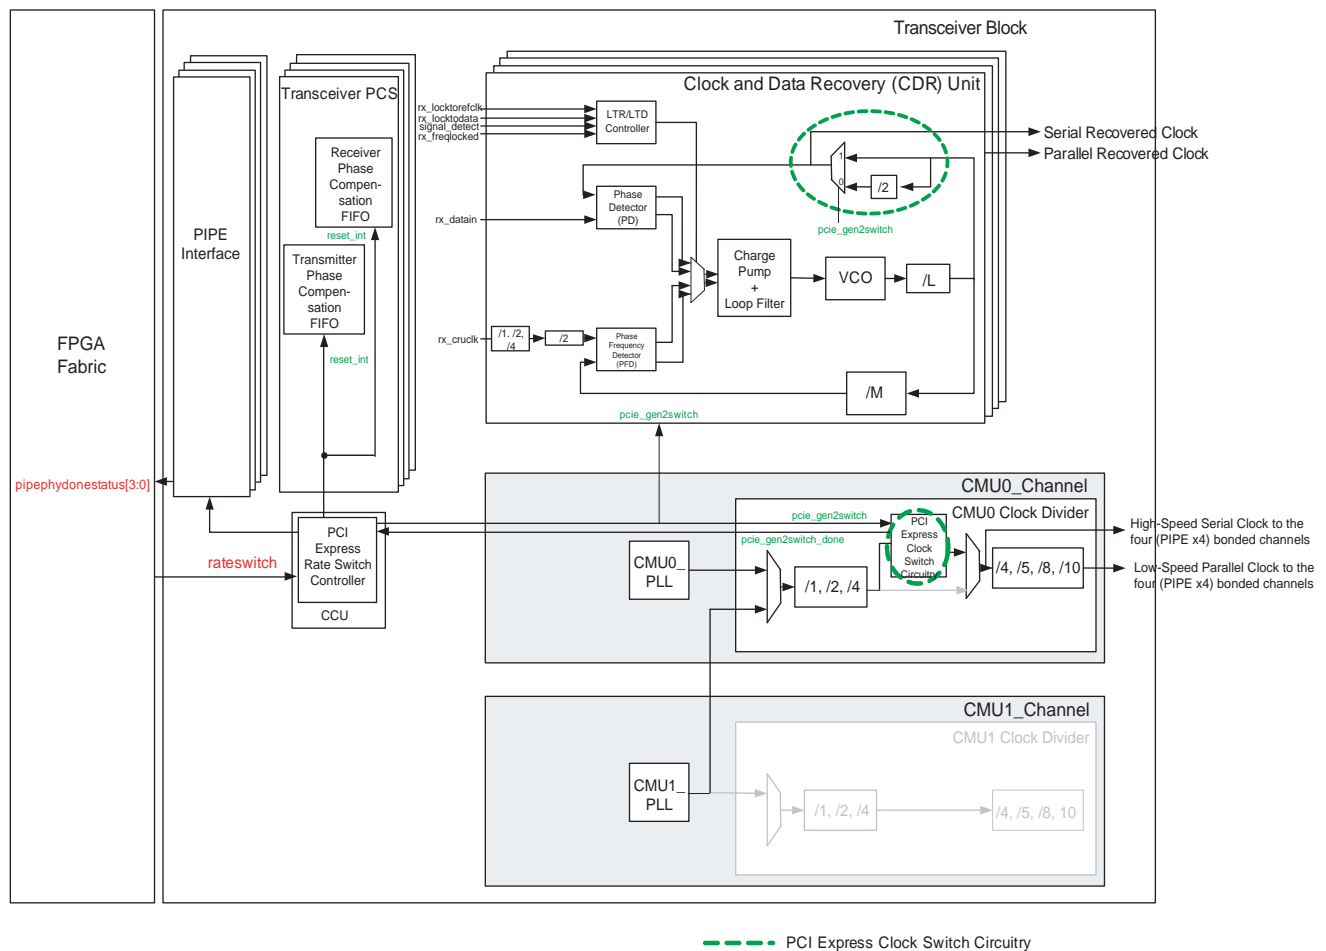 Transceiver Block
FPGA
Fabric
pipephydonestatus[3:0]
rateswitch
PIPE
Interface
Transceiver PCS
Receiver
Phase
Compen-
sation
FIFO
reset_int
Transmitter
Phase
Compen-
sation
FIFO
reset_int
PCI
Express
Rate Switch
Controller
CCU
Clock and Data Recovery (CDR) Unit
rx_locktorefclk
rx_locktodata
signal_detect
rx_freqlocked
LTR/LTD
Controller
1
0
/2
pcie_gen2switch
Serial Recovered Clock
Parallel Recovered Clock
rx_datain
Phase
Detector
(PD)
Charge
Pump
+
Loop Filter
VCO
/L
rx_cruclk
/1. /2,
/4
/2
Phase
Frequency
Detector
(PFD)
/M
pcie_gen2switch
CMU0_Channel
CMU0 Clock Divider
pcie_gen2switch
pcie_gen2switch_done
PCI
Express
Clock
Switch
Circuitry
CMU0_
PLL
/1, /2, /4
/4, /5, /8, /10
High-Speed Serial Clock to the
four (PIPE x4) bonded channels
Low-Speed Parallel Clock to the
four (PIPE x4) bonded channels
CMU1_Channel
CMU1 Clock Divider
CMU1_
PLL
/1, /2, /4
/4, /5, /8, 10
PCI Express Clock Switch Circuitry